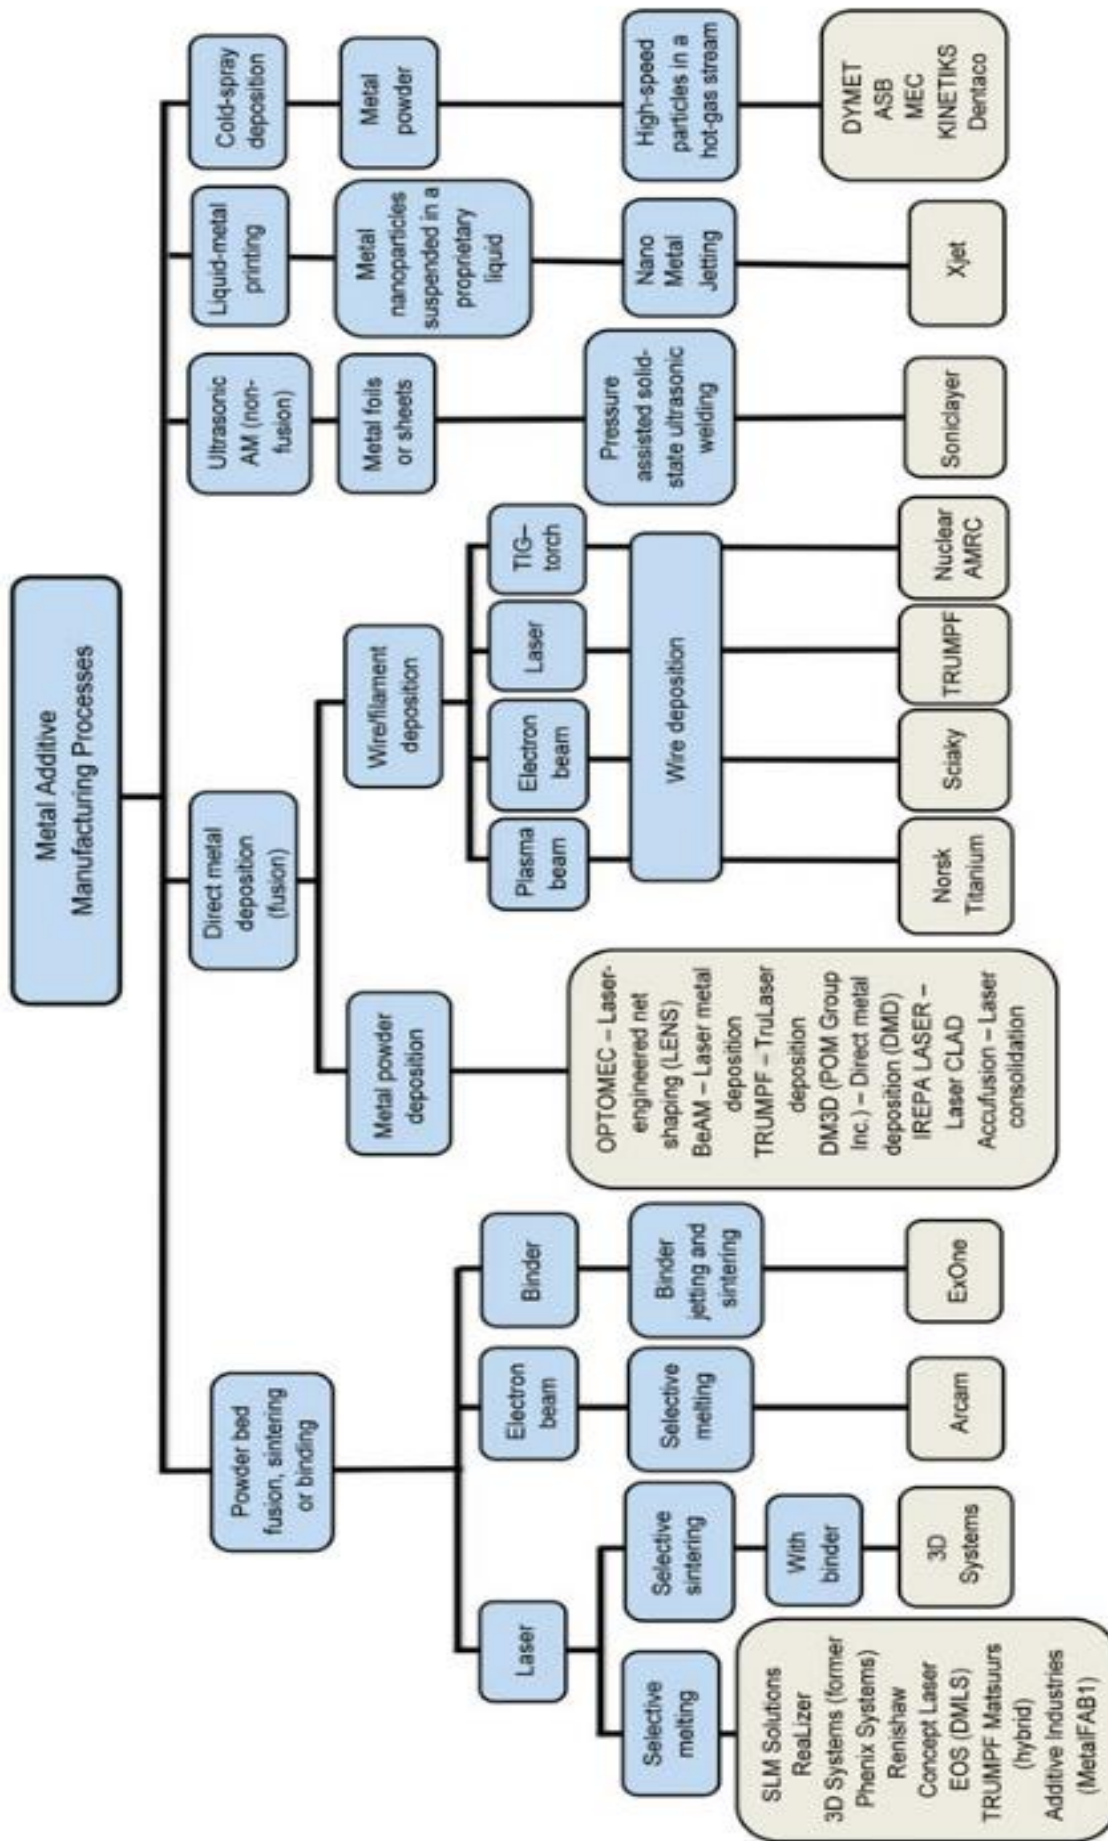 Metal Additive
Manufacturing Processes
Powder bed
fusion, sintering
or binding
Direct metal
deposition
(fusion)
Ultrasonic
AM (non-
fusion)
Liquid-metal
printing
Cold-spray
deposition
Metal powder
deposition
Wire/filament
deposition
Metal foils
or sheets
Metal
nanoparticles
suspended in a
proprietary
liquid
Metal
powder
Laser
Electron
beam
Binder
Plasma
beam
Electron
beam
Laser
TIG–
torch
Selective
melting
Selective
sintering
Selective
melting
Binder
jetting and
sintering
Wire deposition
Pressure
assisted solid-
state ultrasonic
welding
Nano
Metal
Jetting
High-speed
particles in a
hot-gas stream
With
binder
SLM Solutions
ReaLizer
3D Systems (former
Phenix Systems)
Renishaw
Concept Laser
EOS (DMLS)
TRUMPF Matsuurs
(hybrid)
Additive Industries
(MetalFAB1)
3D
Systems
Arcam
ExOne
OPTOMEC – Laser-
engineered net
shaping (LENS)
BeAM – Laser metal
deposition
TRUMPF – TruLaser
deposition
DM3D (POM Group
Inc.) – Direct metal
deposition (DMD)
IREPA LASER –
Laser CLAD
Accufusion – Laser
consolidation
Norsk
Titanium
Sciaky
TRUMPF
Nuclear
AMRC
Soniclayer
Xjet
DYMET
ASB
MEC
KINETIKS
Dentaco